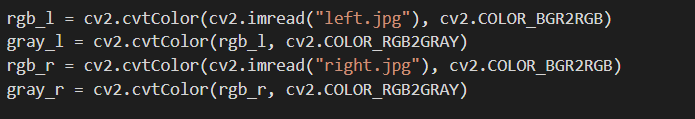 rgb_l = cv2.cvtColor(cv2.imread("left.jpg"), cv2.COLOR_BGR2RGB)
gray_l = cv2.cvtColor(rgb_l, cv2.COLOR_RGB2GRAY)
rgb_r = cv2.cvtColor(cv2.imread("right.jpg"), cv2.COLOR_BGR2RGB)
gray_r = cv2.cvtColor(rgb_r, cv2.COLOR_RGB2GRAY)